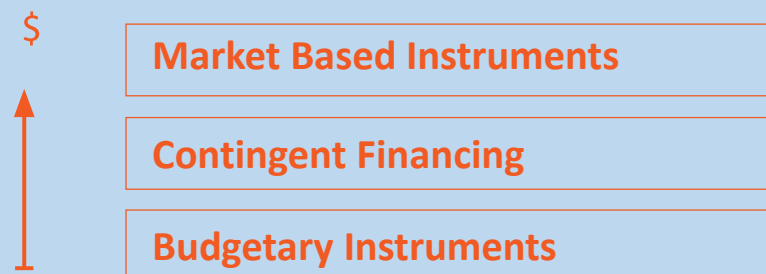 $
Market Based Instruments
Contingent Financing
Budgetary Instruments